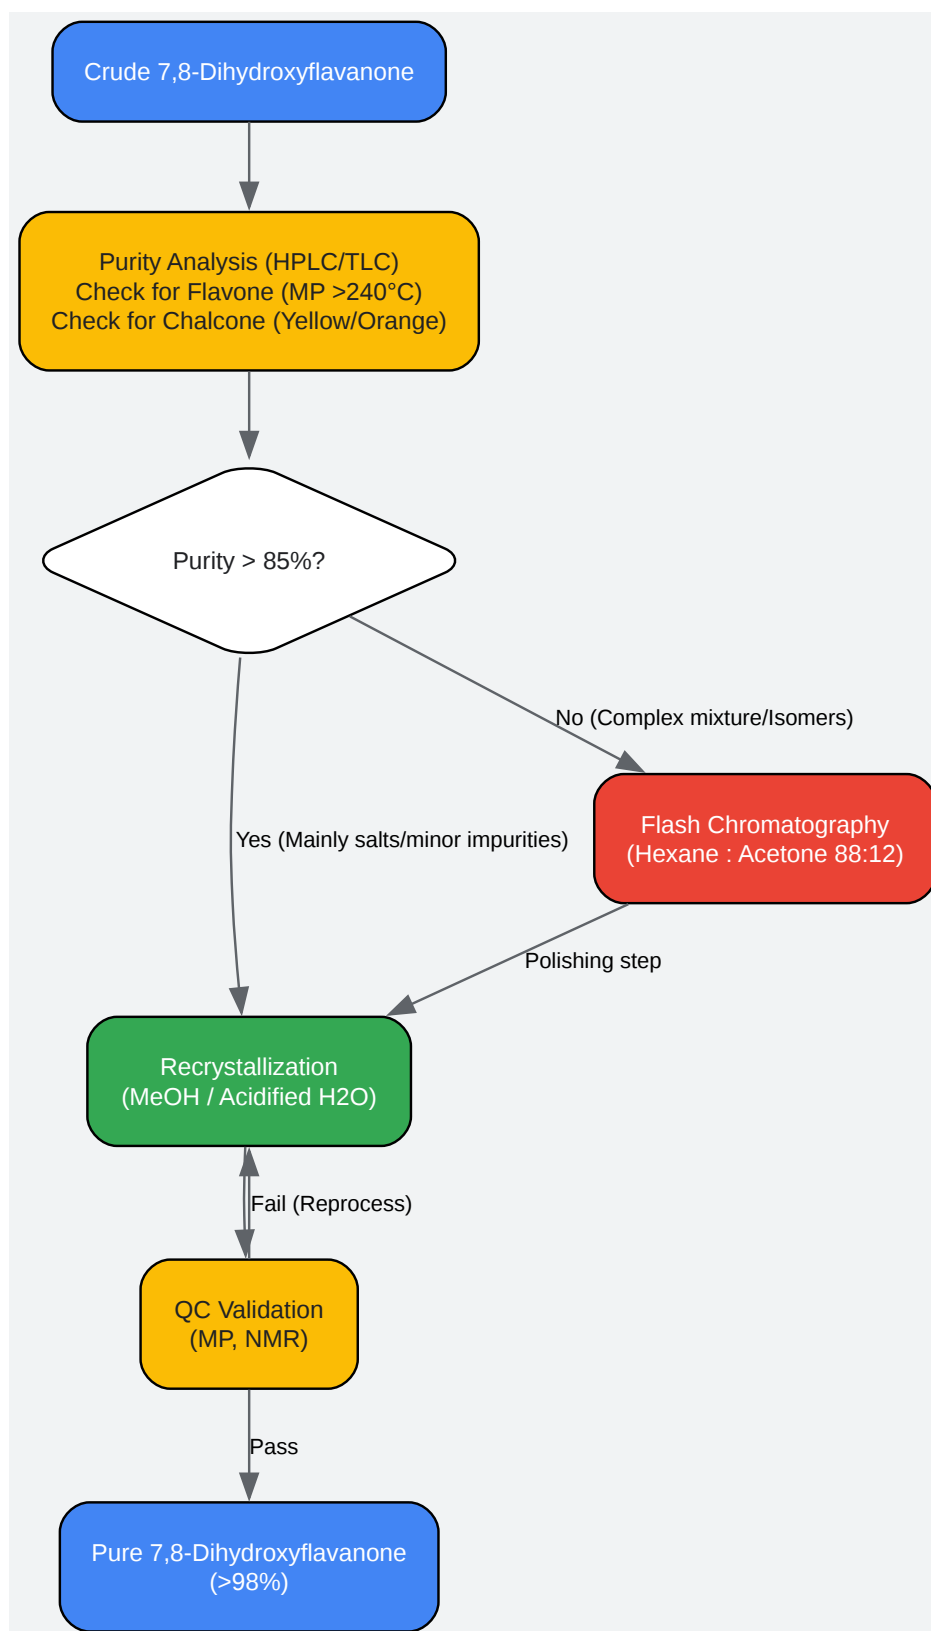 Crude 7,8-Dihydroxyflavanone
Purity Analysis (HPLC/TLC)
Check for Flavone (MP >240°C)
Check for Chalcone (Yellow/Orange)
Purity > 85%?
No (Complex mixture/Isomers)
Flash Chromatography
(Hexane : Acetone 88:12)
Yes (Mainly salts/minor impurities)
Polishing step
Recrystallization
(MeOH / Acidified H2O)
Fail (Reprocess)
QC Validation
(MP, NMR)
Pass
Pure 7,8-Dihydroxyflavanone
(>98%)